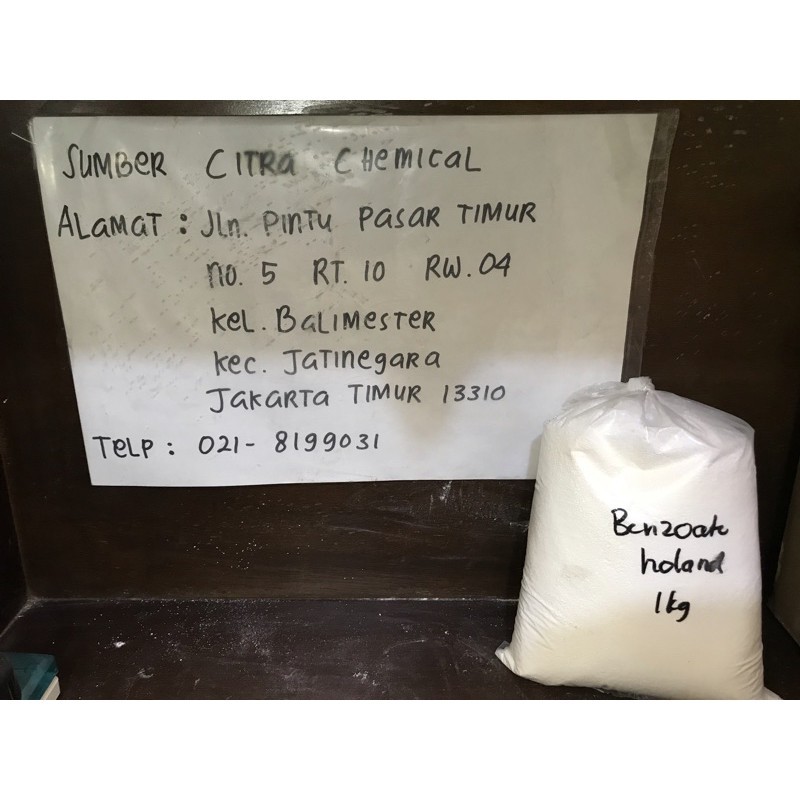 SUMBER CITRA CHEMICAL
ALAMAT : Jln. PINTU PASAR TIMUR
no. 5 RT. 10 RW. 04
Kel. BALIMESTER
Kec. JATINEGARA
JAKARTA TIMUR 13310
TELP : 021- 8199031
Benzoate
holand
1kg